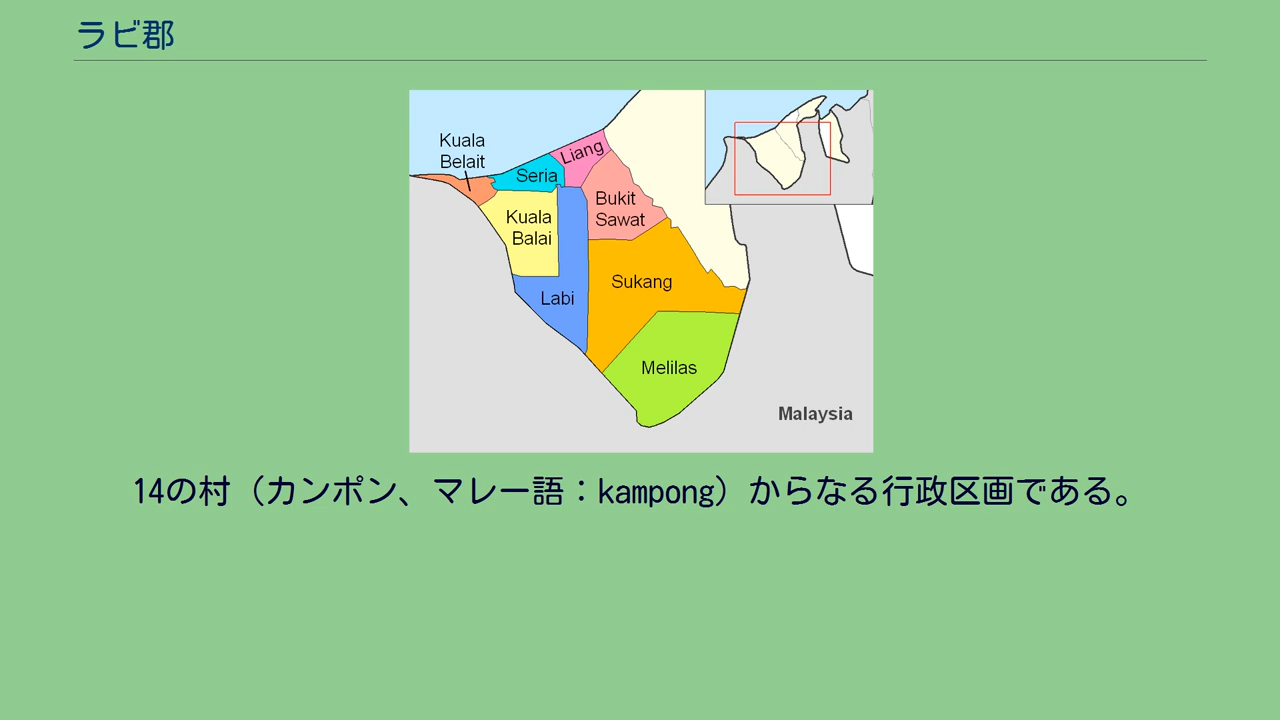 ラビ郡
Kuala
Belait
Liang
Seria
Bukit
Sawat
Kuala
Balai
Sukang
Labi
Melilas
Malaysia
14の村（カンポン、マレー語：kampong）からなる行政区画である。